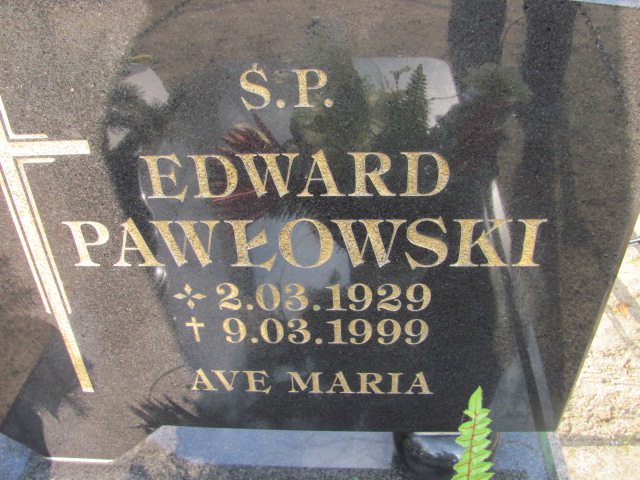 Ś.P.
EDWARD
PAWŁOWSKI
✣ 2.03.1929
† 9.03.1999
AVE MARIA